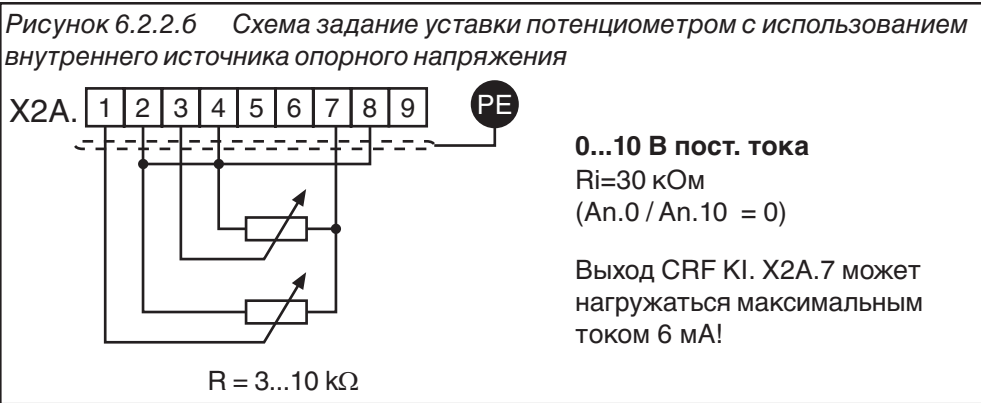 Рисунок 6.2.2.б Схема задание уставки потенциометром с использованием
внутреннего источника опорного напряжения
X2A. 1 2 3 4 5 6 7 8 9 PE
0...10 В пост. тока
Ri=30 кОм
(An.0 / An.10 = 0)
Выход CRF KI. X2A.7 может
нагружаться максимальным
током 6 мА!
R = 3...10 kΩ